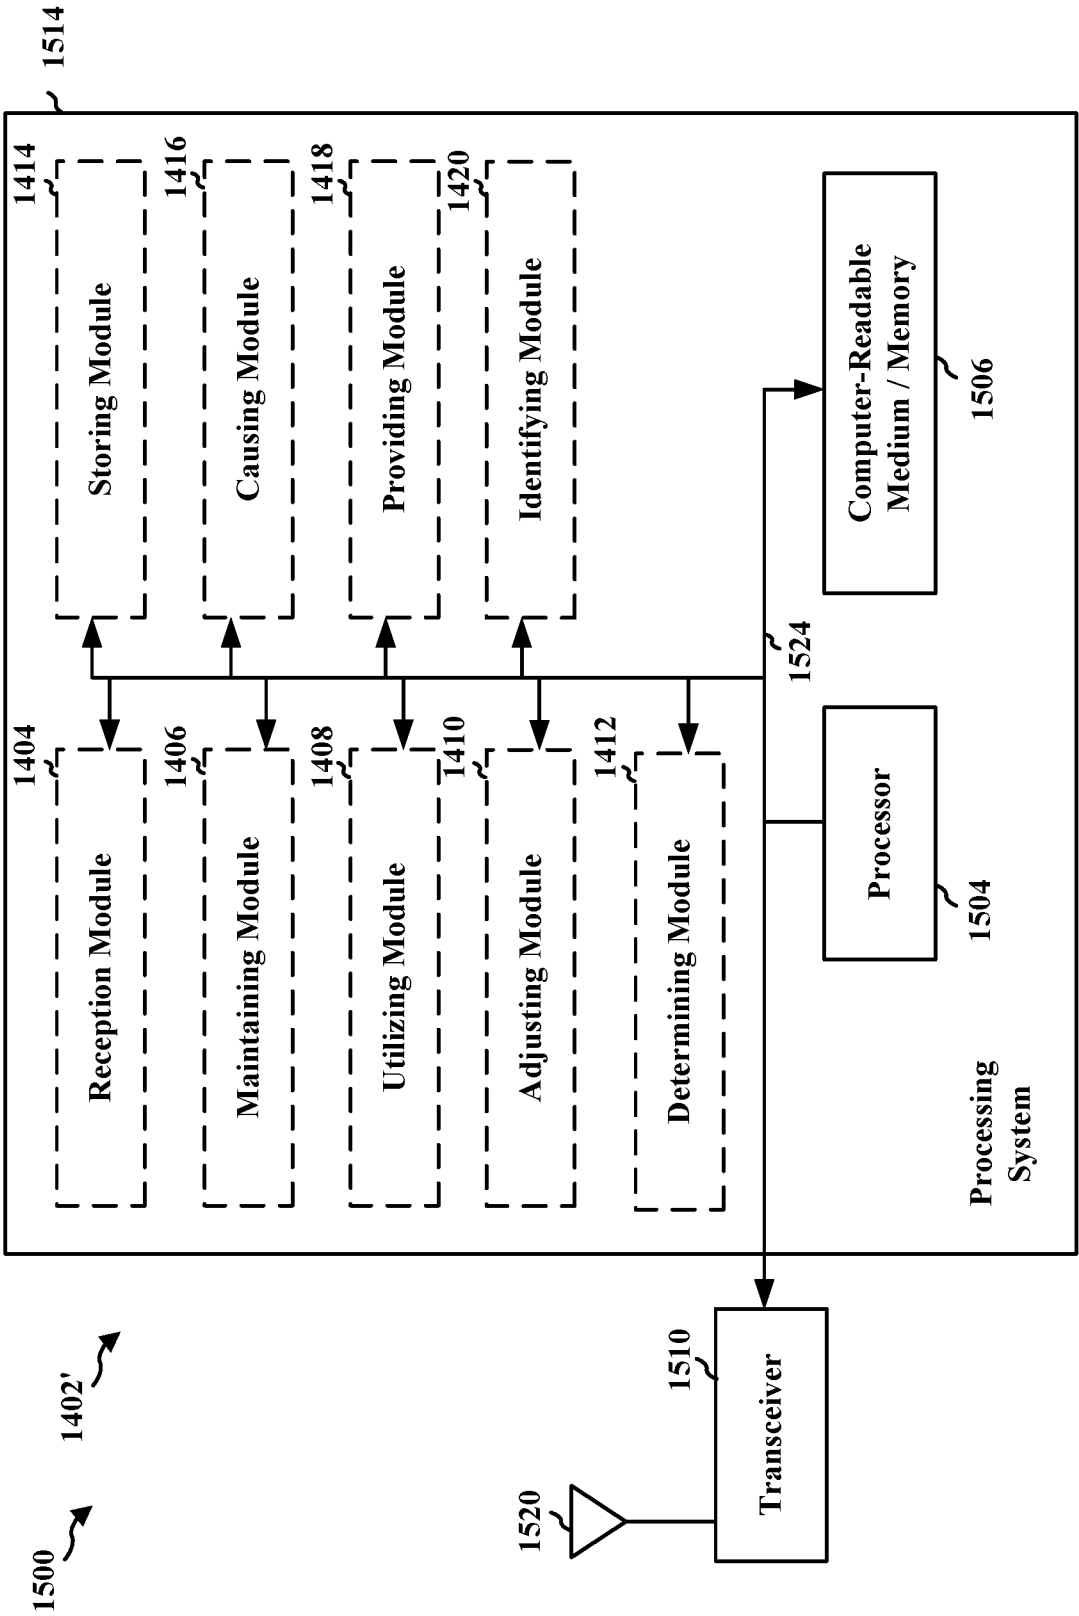 1500
1402'
1514
1404
Reception Module
1414
Storing Module
1406
Maintaining Module
1416
Causing Module
1408
Utilizing Module
1418
Providing Module
1410
Adjusting Module
1420
Identifying Module
1412
Determining Module
1520
1510
Transceiver
1524
Processor
1504
Computer-Readable
Medium / Memory
1506
Processing
System